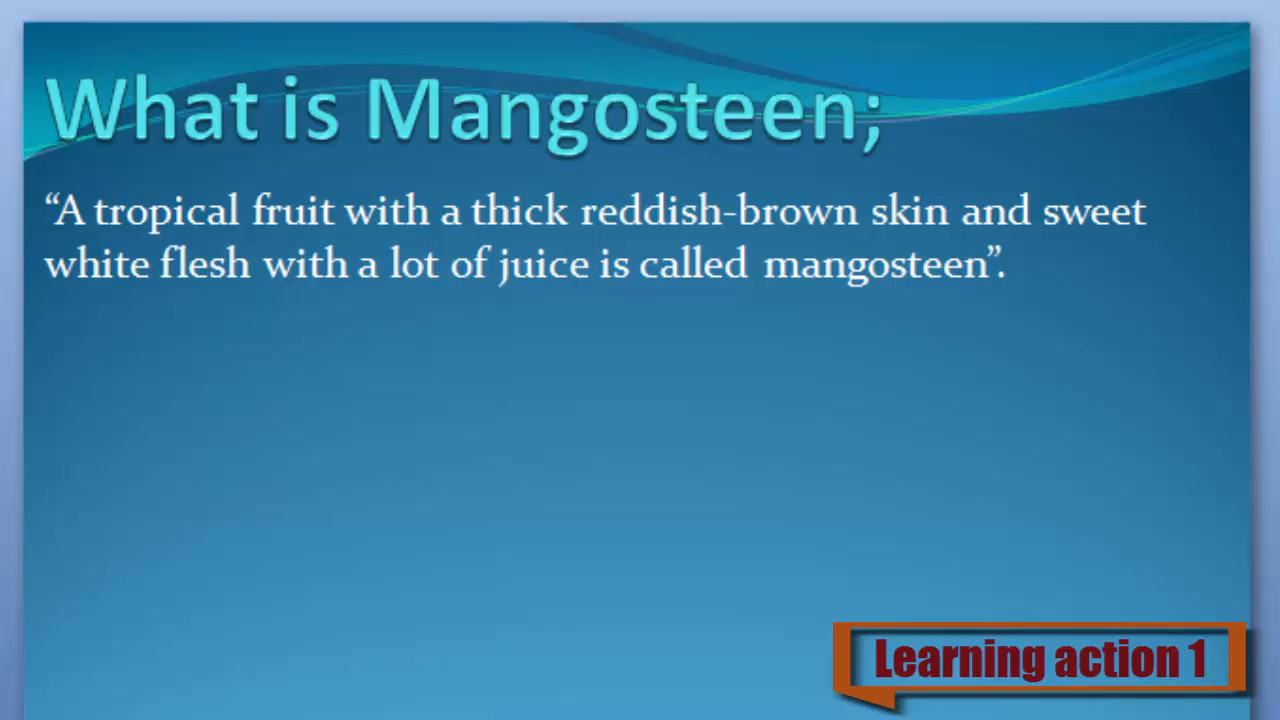 What is Mangosteen;
“A tropical fruit with a thick reddish-brown skin and sweet
white flesh with a lot of juice is called mangosteen”.
Learning action 1